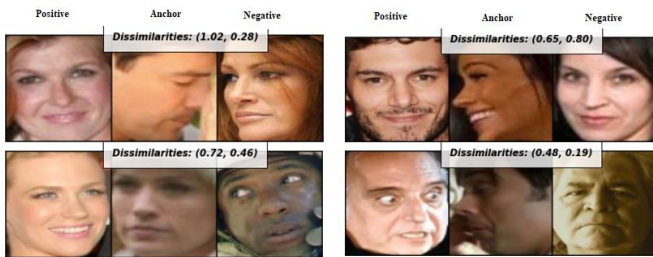 Positive Anchor Negative Positive Anchor Negative
Dissimilarities: (1.02, 0.28) Dissimilarities: (0.65, 0.80)
Dissimilarities: (0.72, 0.46) Dissimilarities: (0.48, 0.19)